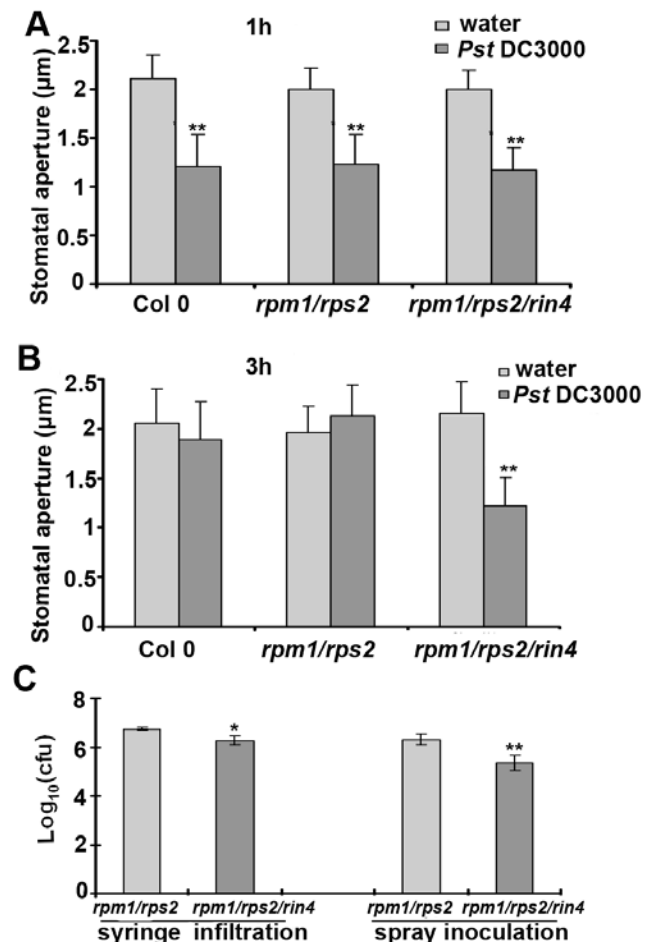 A
1h
water
Pst DC3000
Stomatal aperture (µm)
2.5
2
1.5
1
0.5
0
**
**
**
Col 0 rpm1/rps2 rpm1/rps2/rin4
B
3h
water
Pst DC3000
Stomatal aperture (µm)
2.5
2
1.5
1
0.5
0
**
Col 0 rpm1/rps2 rpm1/rps2/rin4
C
Log10(cfu)
8
6
4
2
0
*
**
rpm1/rps2 rpm1/rps2/rin4 rpm1/rps2 rpm1/rps2/rin4
syringe infiltration spray inoculation